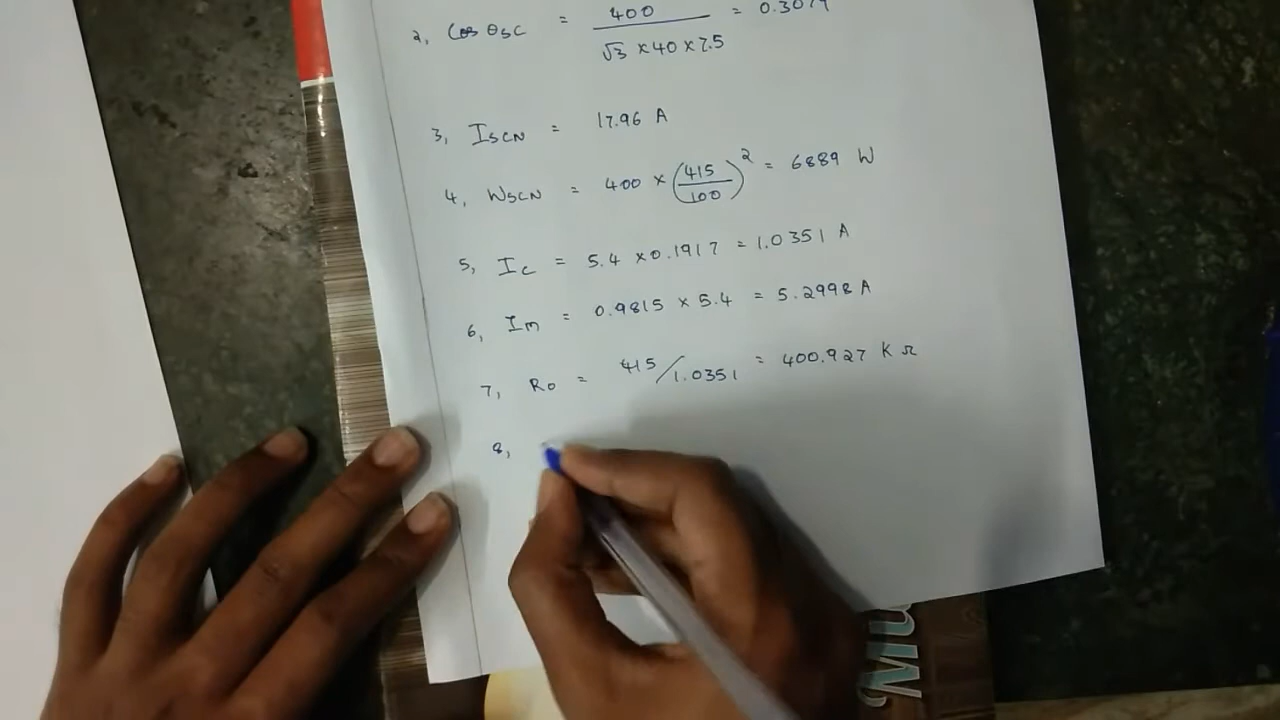 2, Cos θSC = 400 / √3 × 40 × 7.5 = 0.3079
3, ISCN = 17.96 A
4, WSCN = 400 × (415/100)² = 6889 W
5, Ic = 5.4 × 0.1917 = 1.0351 A
6, Im = 0.9815 × 5.4 = 5.2998 A
7, Ro = 415/1.0351 = 400.927 K Ω
8,
MU